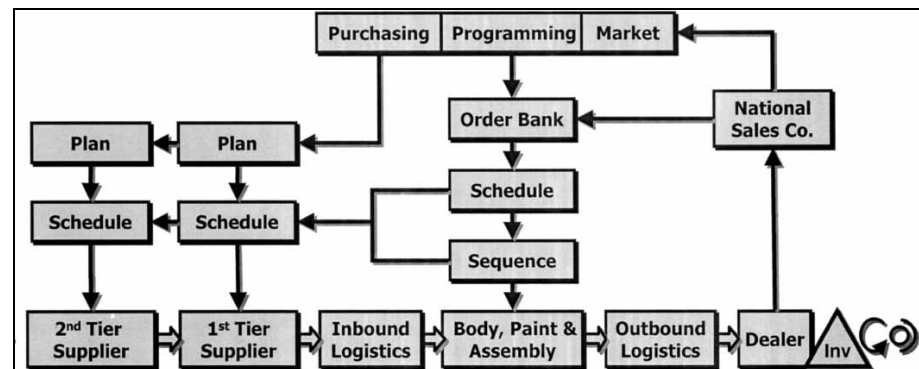 Purchasing Programming Market
Order Bank
National
Sales Co.
Plan
Plan
Schedule
Schedule
Schedule
Sequence
2nd Tier
Supplier
1st Tier
Supplier
Inbound
Logistics
Body, Paint &
Assembly
Outbound
Logistics
Dealer
Inv